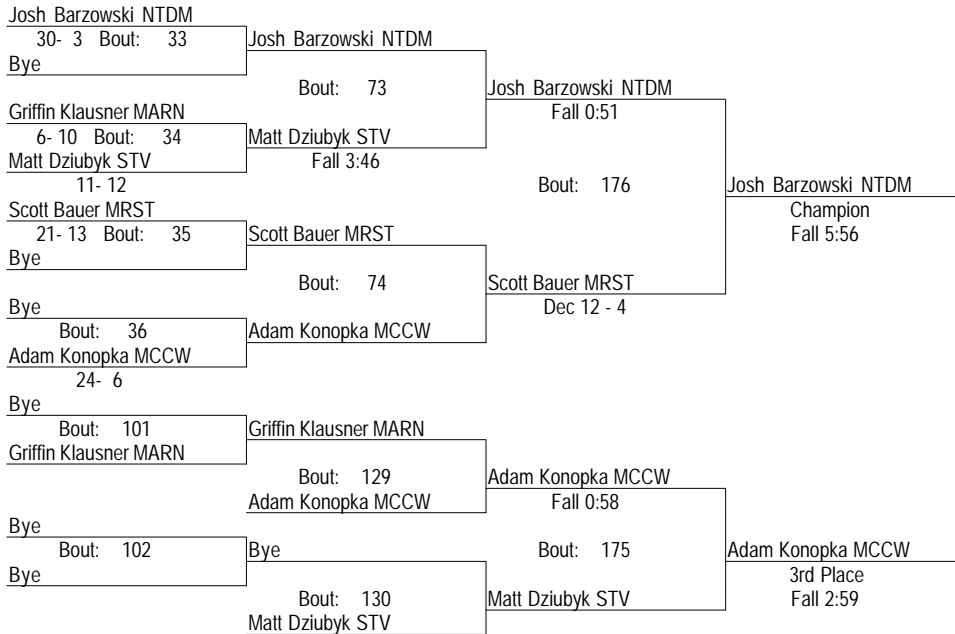 Josh Barzowski NTDM
30- 3 Bout: 33 Josh Barzowski NTDM
Bye
Bout: 73 Josh Barzowski NTDM
Griffin Klausner MARN Fall 0:51
6- 10 Bout: 34 Matt Dziubyk STV
Matt Dziubyk STV Fall 3:46
11- 12 Bout: 176 Josh Barzowski NTDM
Scott Bauer MRST Champion
21- 13 Bout: 35 Scott Bauer MRST Fall 5:56
Bye
Bout: 74 Scott Bauer MRST
Bye Dec 12 - 4
Bout: 36 Adam Konopka MCCW
Adam Konopka MCCW
24- 6
Bye
Bout: 101 Griffin Klausner MARN
Griffin Klausner MARN
Bout: 129 Adam Konopka MCCW
Adam Konopka MCCW Fall 0:58
Bye
Bout: 102 Bye Bout: 175 Adam Konopka MCCW
Bye 3rd Place
Bout: 130 Matt Dziubyk STV Fall 2:59
Matt Dziubyk STV